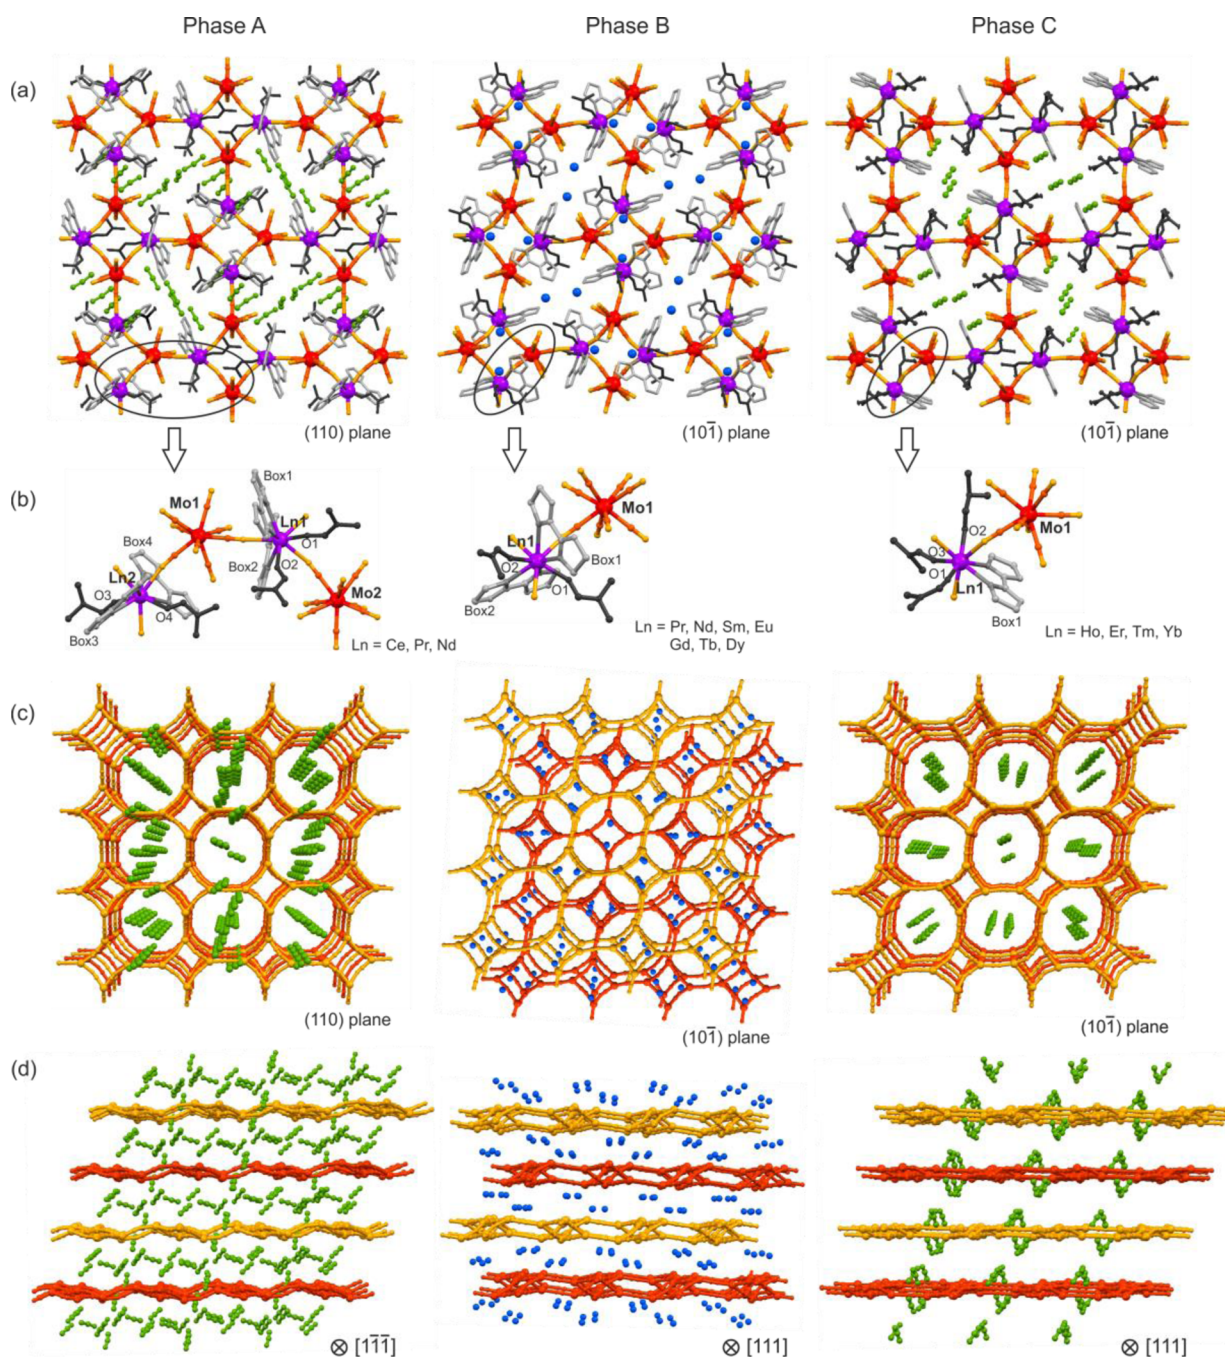 Phase A Phase B Phase C
(a)
(110) plane (101̅) plane (101̅) plane
(b)
Box1
Mo1
Ln1
O1
Box4
O2
Box2
Ln2
O3
O4
Mo2
Box3
Ln = Ce, Pr, Nd
Mo1
Ln1
Box1
O2
O1
Box2
Ln = Pr, Nd, Sm, Eu
Gd, Tb, Dy
O2
Mo1
O3
O1
Ln1
Box1
Ln = Ho, Er, Tm, Yb
(c)
(110) plane (101̅) plane (101̅) plane
(d)
⊗ [11̅1̅] ⊗ [111] ⊗ [111]